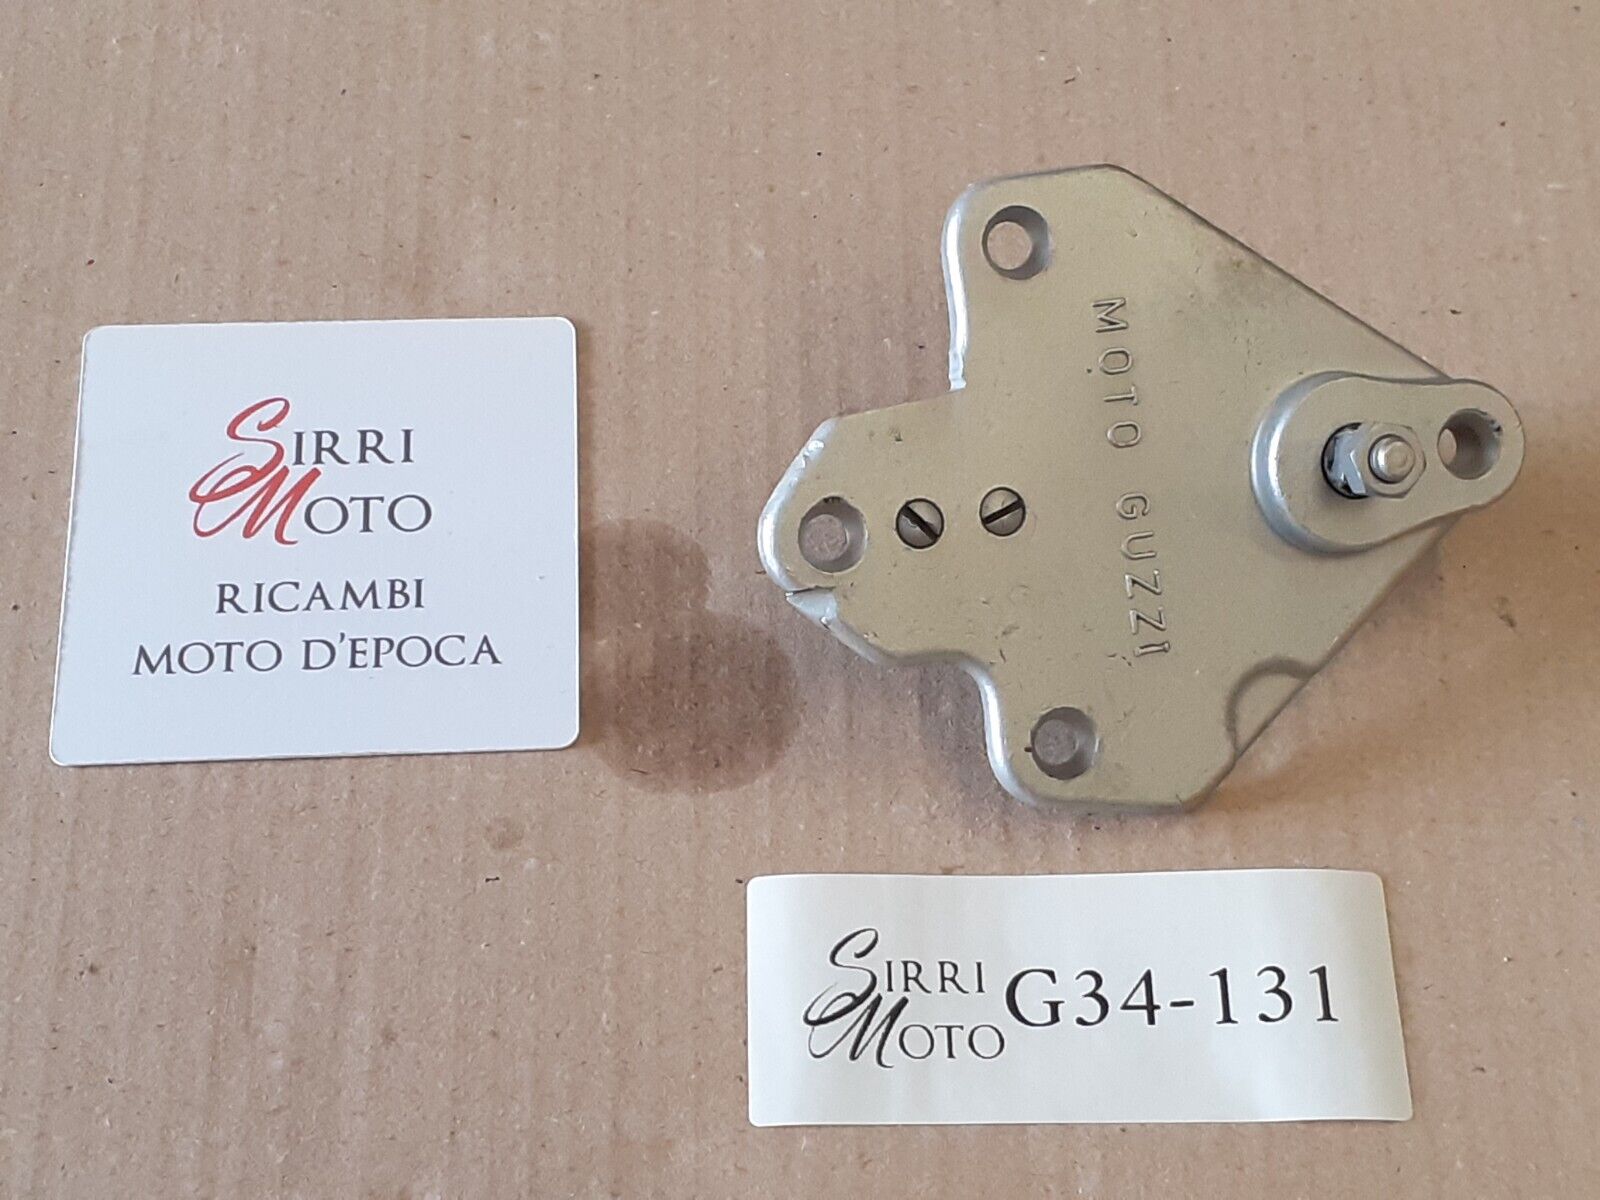 SIRRI
MOTO
RICAMBI
MOTO D'EPOCA
MOTO GUZZI
SIRRI
MOTO
G34-131